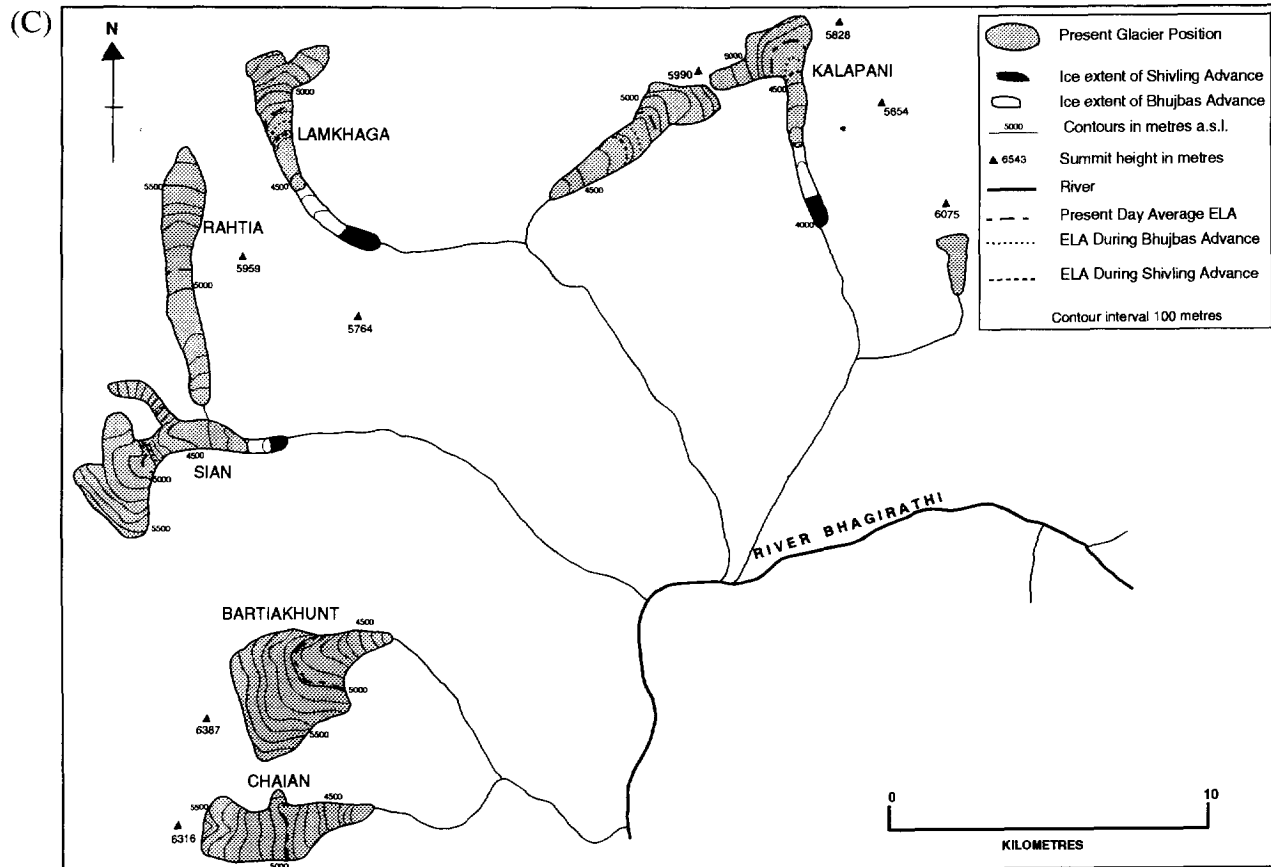 (C)
N
LAMKHAGA
5000
4500
RAHTIA
5500
5000
5959
5764
SIAN
4500
5000
5500
5990
5000
4500
5828
5000
KALAPANI
4500
5854
4000
6075
RIVER BHAGIRATHI
BARTIAKHUNT
4500
5000
5500
6387
CHAIAN
4500
5500
5000
6316
Present Glacier Position
Ice extent of Shivling Advance
Ice extent of Bhujbas Advance
5000 Contours in metres a.s.l.
6543 Summit height in metres
River
Present Day Average ELA
ELA During Bhujbas Advance
ELA During Shivling Advance
Contour interval 100 metres
0 10
KILOMETRES